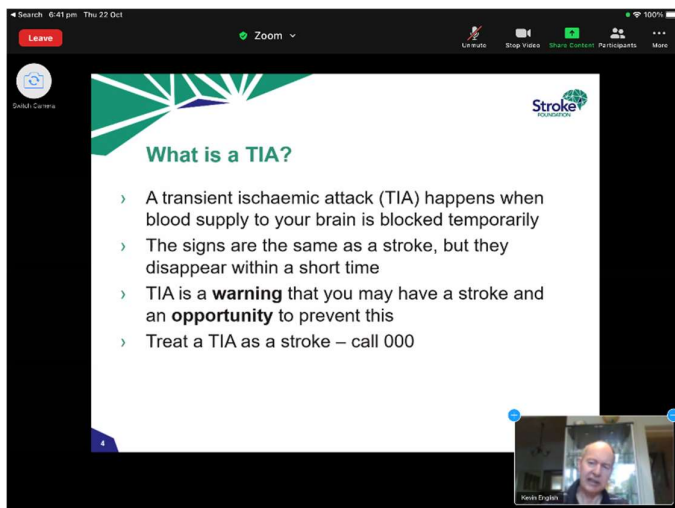 Search 6:41 pm Thu 22 Oct 100%
Leave Zoom Unmute Stop Video Share Content Participants More
Switch Camera
Stroke
FOUNDATION
What is a TIA?
› A transient ischaemic attack (TIA) happens when
blood supply to your brain is blocked temporarily
› The signs are the same as a stroke, but they
disappear within a short time
› TIA is a warning that you may have a stroke and
an opportunity to prevent this
› Treat a TIA as a stroke – call 000
4
Kevin English